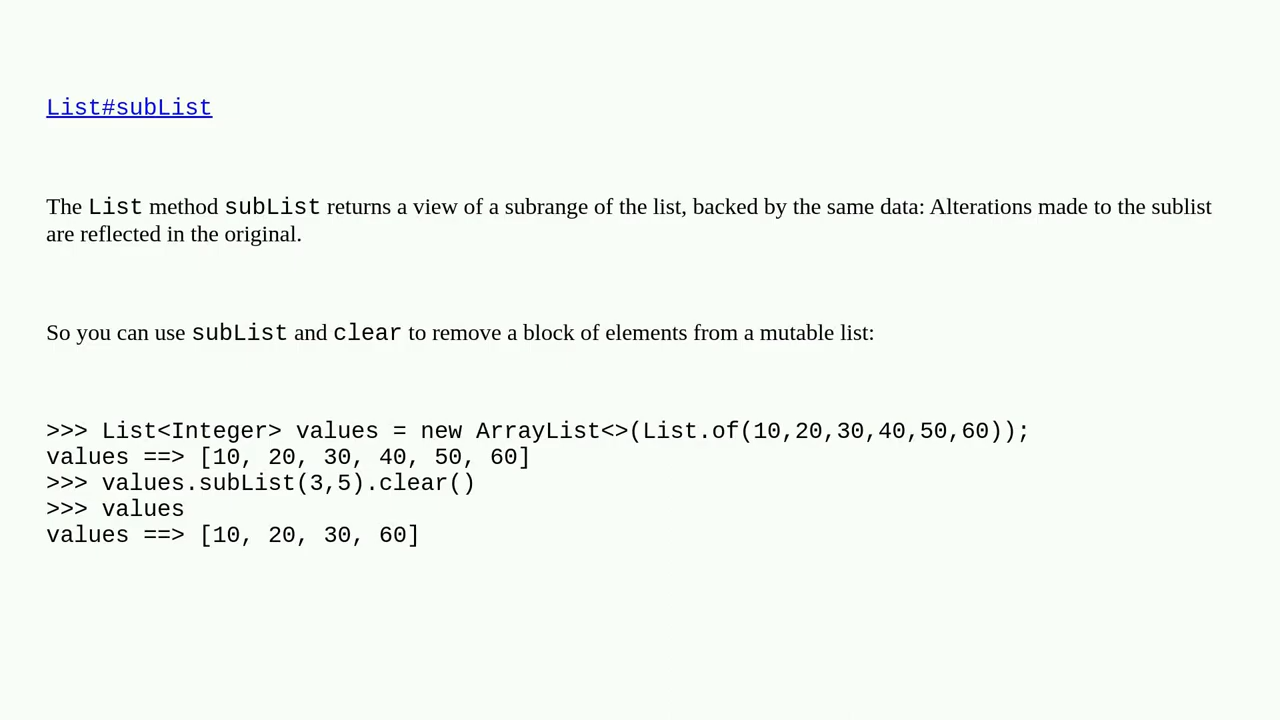 List#subList
The List method subList returns a view of a subrange of the list, backed by the same data: Alterations made to the sublist
are reflected in the original.
So you can use subList and clear to remove a block of elements from a mutable list:
>>> List<Integer> values = new ArrayList<>(List.of(10,20,30,40,50,60));
values ==> [10, 20, 30, 40, 50, 60]
>>> values.subList(3,5).clear()
>>> values
values ==> [10, 20, 30, 60]